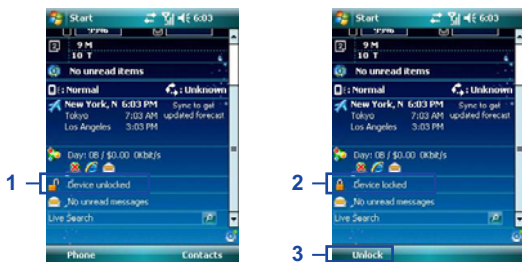 Start 6:03
9 M
10 T
No unread items
: Normal : Unknown
New York, N 6:03 PM Sync to get
Tokyo 7:03 AM updated forecast
Los Angeles 3:03 PM
Day: 0B / $0.00 0Kbit/s
1 Device unlocked
No unread messages
Live Search
Phone Contacts
Start 6:03
9 M
10 T
No unread items
: Normal : Unknown
New York, N 6:03 PM Sync to get
Tokyo 7:03 AM updated forecast
Los Angeles 3:03 PM
Day: 0B / $0.00 0Kbit/s
2 Device locked
No unread messages
Live Search
3 Unlock